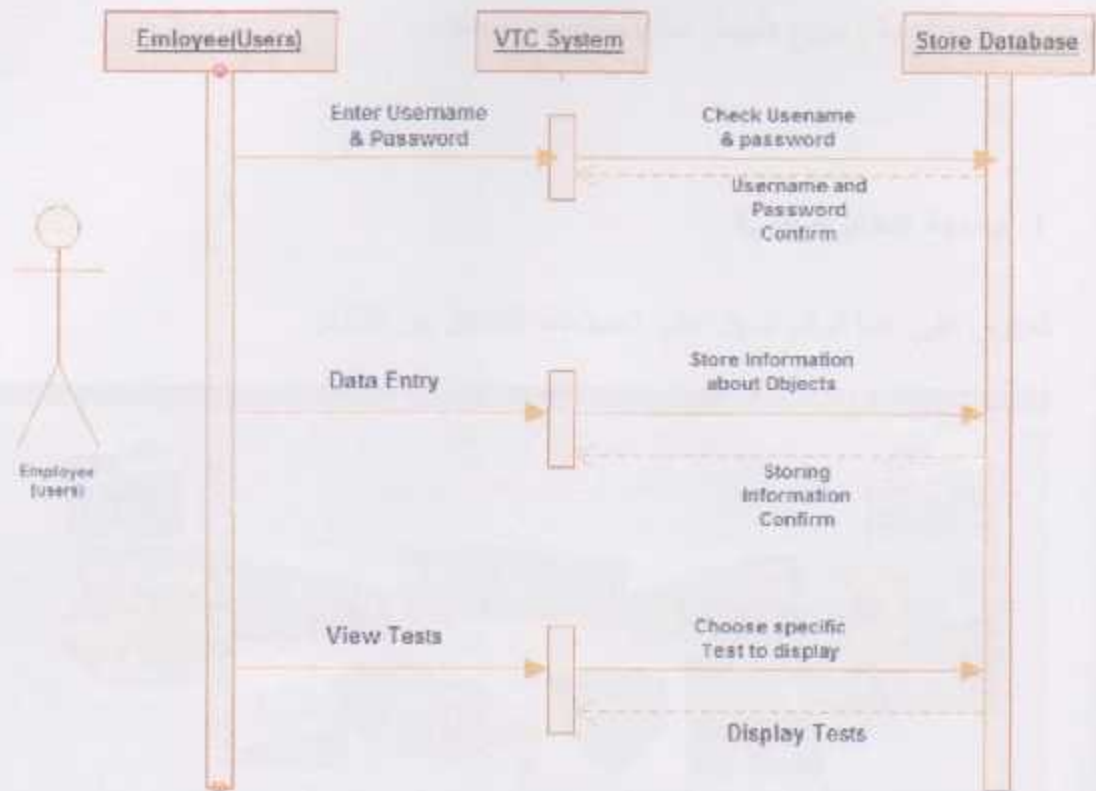 Emloyee(Users)
VTC System
Store Database
Enter Username
& Password
Check Usename
& password
Username and
Password
Confirm
Data Entry
Store Information
about Objects
Employee
(users)
Storing
Information
Confirm
View Tests
Choose specific
Test to display
Display Tests